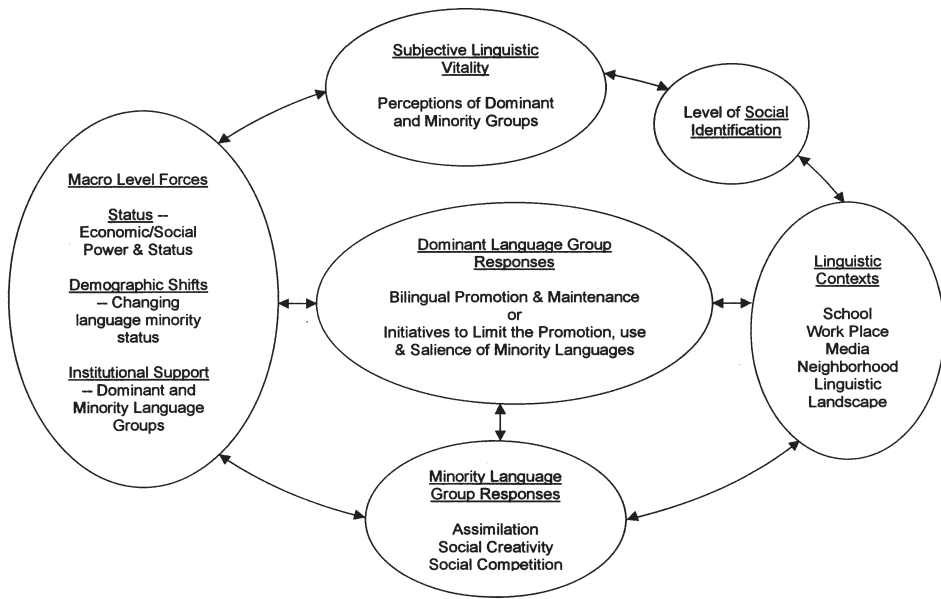 Subjective Linguistic
Vitality
Perceptions of Dominant
and Minority Groups
Level of Social
Identification
Macro Level Forces
Status --
Economic/Social
Power & Status
Demographic Shifts
-- Changing
language minority
status
Institutional Support
-- Dominant and
Minority Language
Groups
Dominant Language Group
Responses
Bilingual Promotion & Maintenance
or
Initiatives to Limit the Promotion, use
& Salience of Minority Languages
Linguistic
Contexts
School
Work Place
Media
Neighborhood
Linguistic
Landscape
Minority Language
Group Responses
Assimilation
Social Creativity
Social Competition